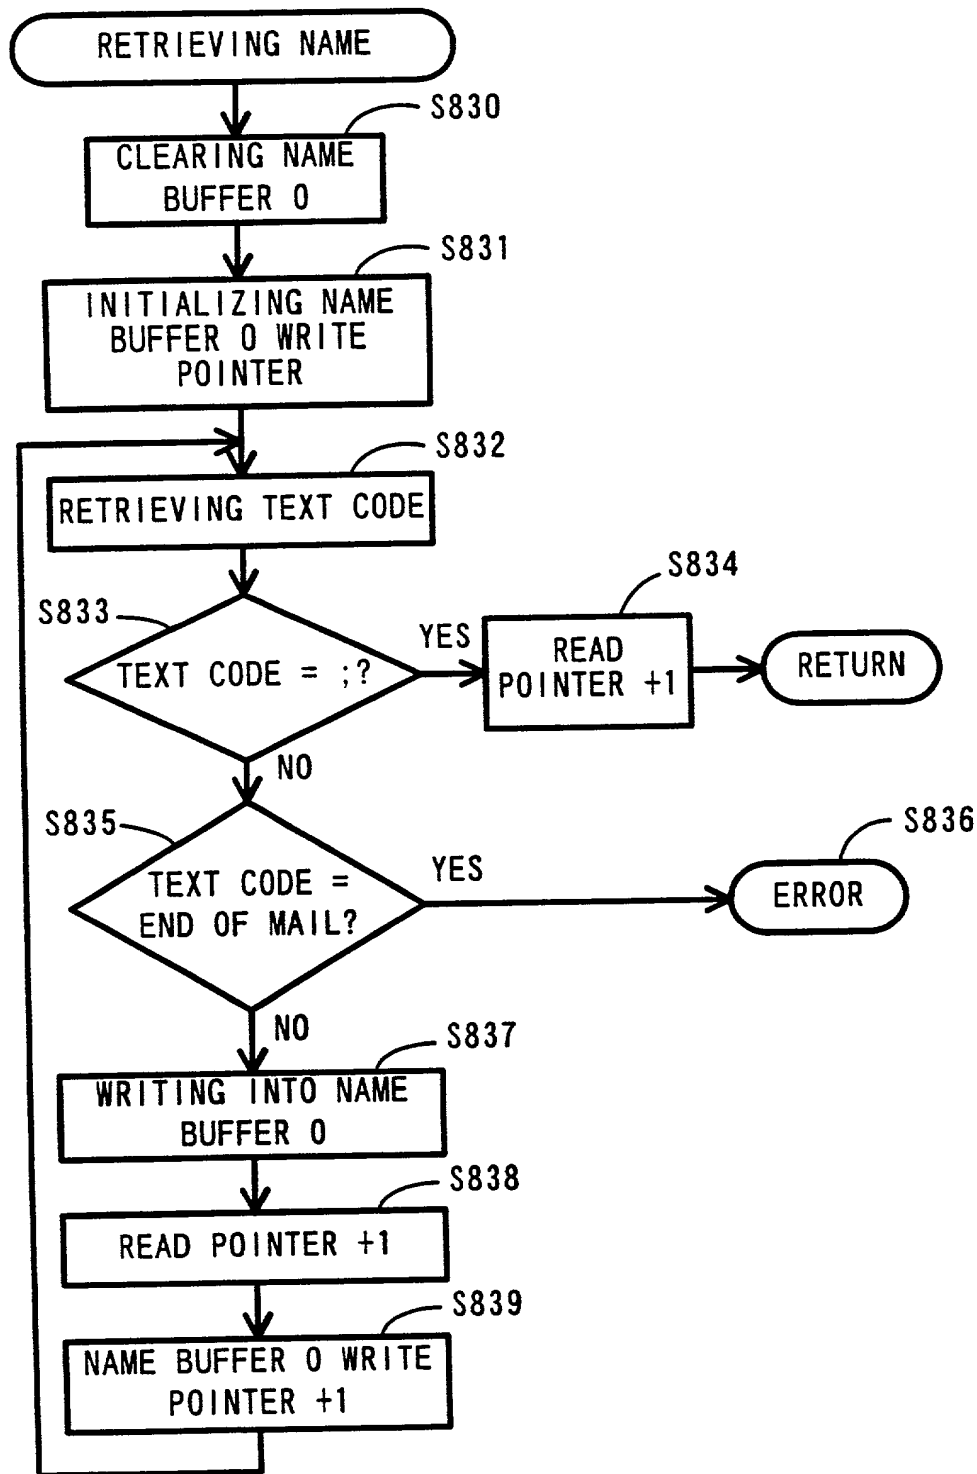 RETRIEVING NAME
S830
CLEARING NAME
BUFFER 0
S831
INITIALIZING NAME
BUFFER 0 WRITE
POINTER
S832
RETRIEVING TEXT CODE
S833
TEXT CODE = ;?
YES
S834
READ
POINTER +1
RETURN
NO
S835
TEXT CODE =
END OF MAIL?
YES
S836
ERROR
NO
S837
WRITING INTO NAME
BUFFER 0
S838
READ POINTER +1
S839
NAME BUFFER 0 WRITE
POINTER +1